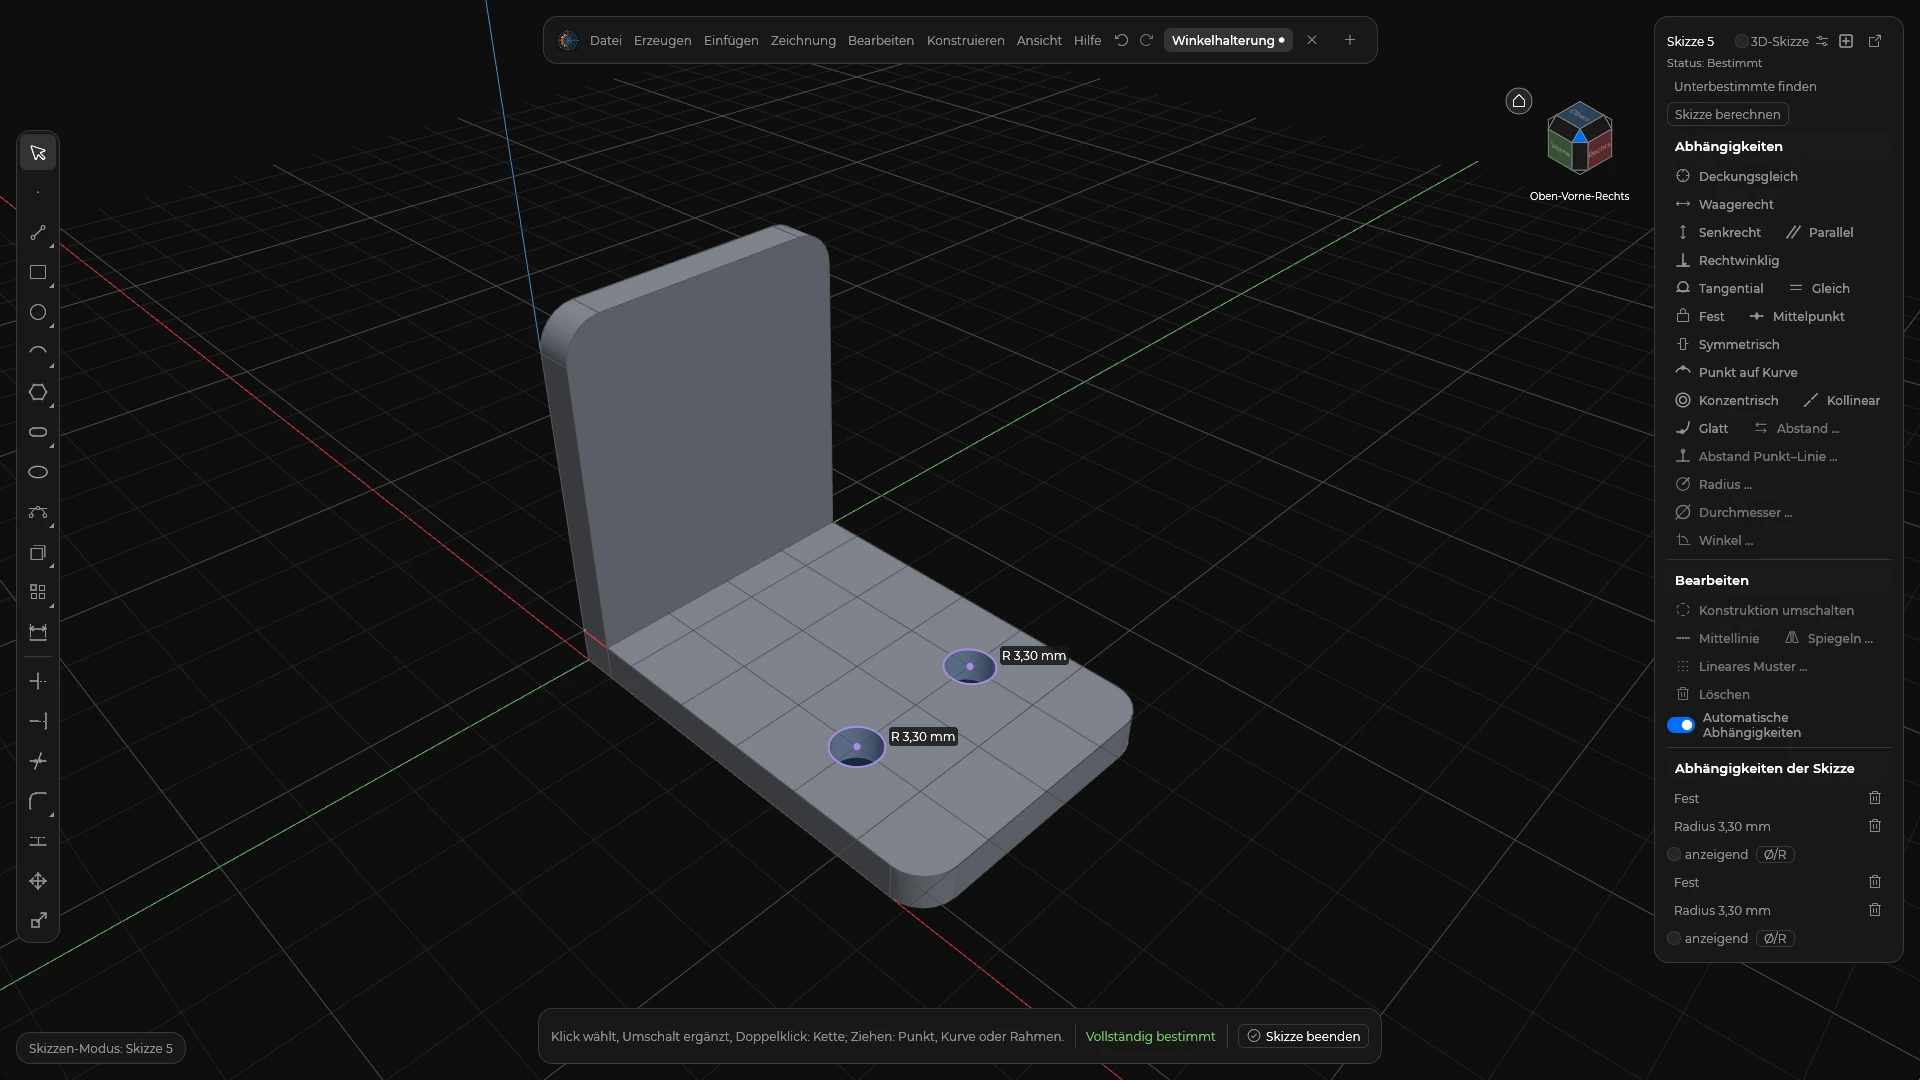 Datei Erzeugen Einfügen Zeichnung Bearbeiten Konstruieren Ansicht Hilfe Winkelhalterung
Skizze 5 3D-Skizze
Status: Bestimmt
Unterbestimmte finden
Skizze berechnen
Abhängigkeiten
Deckungsgleich
Waagerecht
Senkrecht Parallel
Rechtwinklig
Tangential Gleich
Fest Mittelpunkt
Symmetrisch
Punkt auf Kurve
Konzentrisch Kollinear
Glatt Abstand ...
Abstand Punkt–Linie ...
Radius ...
Durchmesser ...
Winkel ...
Bearbeiten
Konstruktion umschalten
Mittellinie Spiegeln ...
Lineares Muster ...
Löschen
Automatische
Abhängigkeiten
Abhängigkeiten der Skizze
Fest
Radius 3,30 mm
anzeigend Ø/R
Fest
Radius 3,30 mm
anzeigend Ø/R
Oben
Vorne
Rechts
Oben-Vorne-Rechts
R 3,30 mm
R 3,30 mm
Klick wählt, Umschalt ergänzt, Doppelklick: Kette; Ziehen: Punkt, Kurve oder Rahmen. Vollständig bestimmt Skizze beenden
Skizzen-Modus: Skizze 5